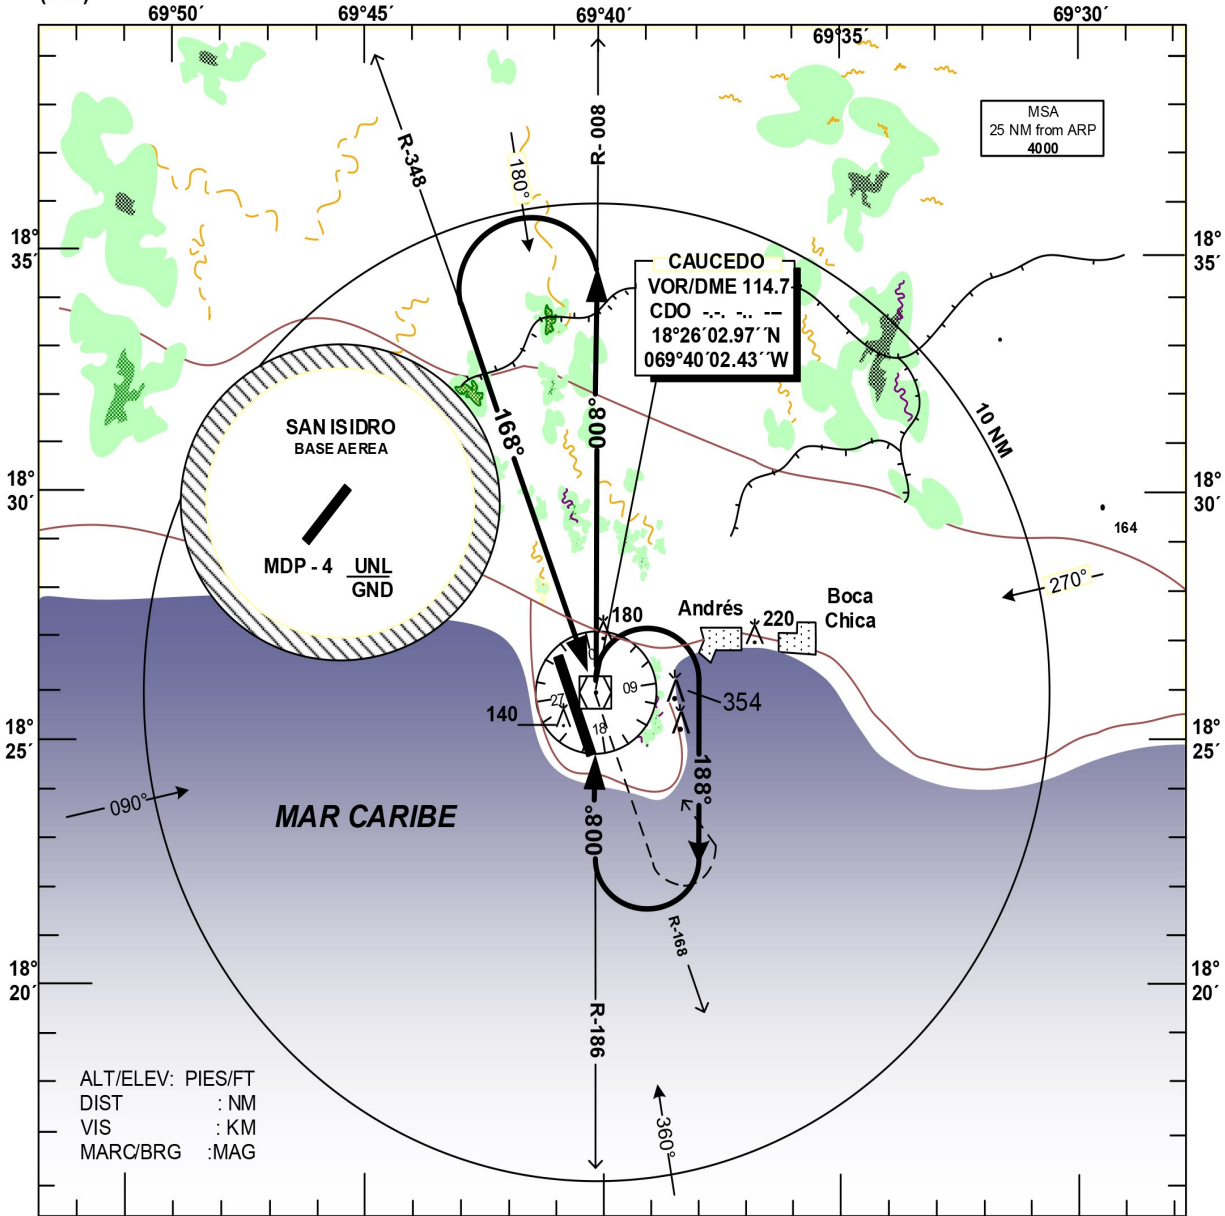 69°50´
69°45´
69°40´
69°35´
69°30´
MSA
25 NM from ARP
4000
R-348
180°
R- 008
18°
35´
18°
35´
CAUCEDO
VOR/DME 114.7
CDO -.-. -.. ---
18°26´02.97´´N
069°40´02.43´´W
SAN ISIDRO
BASE AEREA
MDP - 4 UNL
GND
168°
008°
10 NM
18°
30´
18°
30´
164
270°
180
Andrés
220
Boca
Chica
09
27
18
0
140
354
18°
25´
18°
25´
090°
MAR CARIBE
008°
188°
R-168
18°
20´
18°
20´
R-186
360°
ALT/ELEV: PIES/FT
DIST : NM
VIS : KM
MARC/BRG :MAG